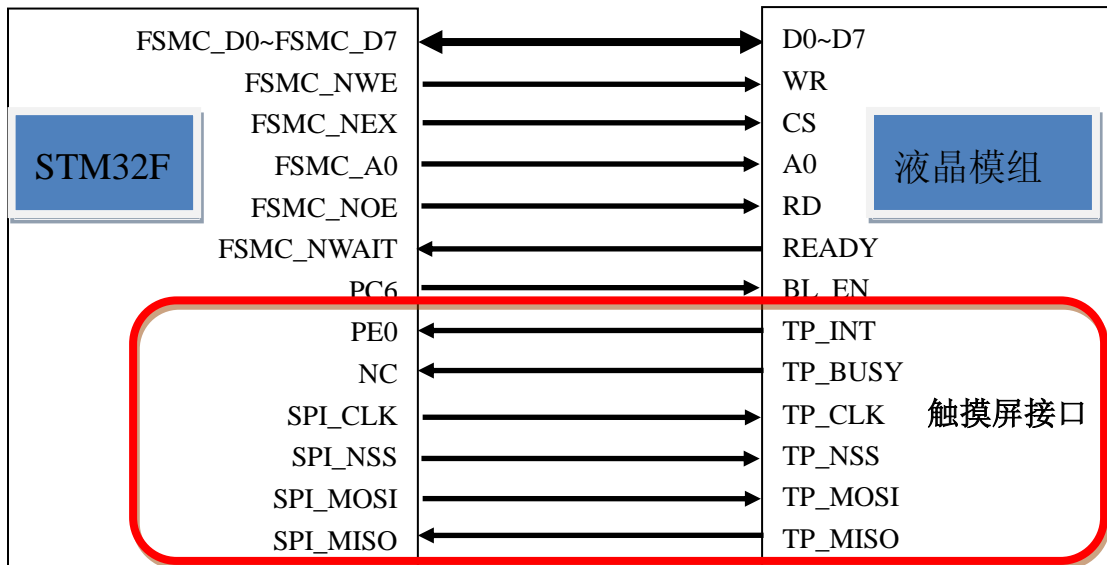 FSMC_D0~FSMC_D7 D0~D7
FSMC_NWE WR
FSMC_NEX CS
STM32F FSMC_A0 A0 液晶模组
FSMC_NOE RD
FSMC_NWAIT READY
PC6 BL_EN
PE0 TP_INT
NC TP_BUSY
SPI_CLK TP_CLK 触摸屏接口
SPI_NSS TP_NSS
SPI_MOSI TP_MOSI
SPI_MISO TP_MISO